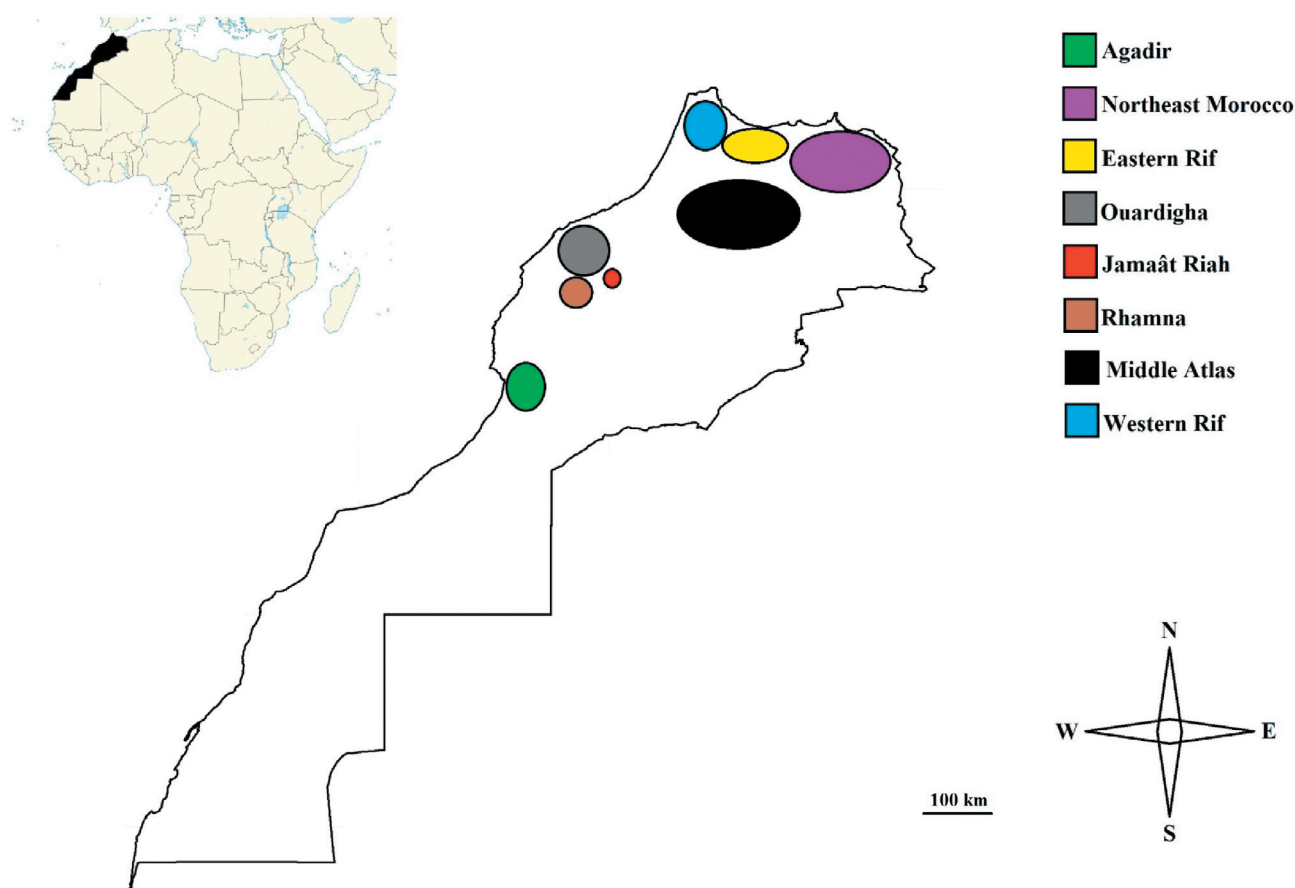 Agadir
Northeast Morocco
Eastern Rif
Ouardigha
Jamaât Riah
Rhamna
Middle Atlas
Western Rif
N
W
E
S
100 km